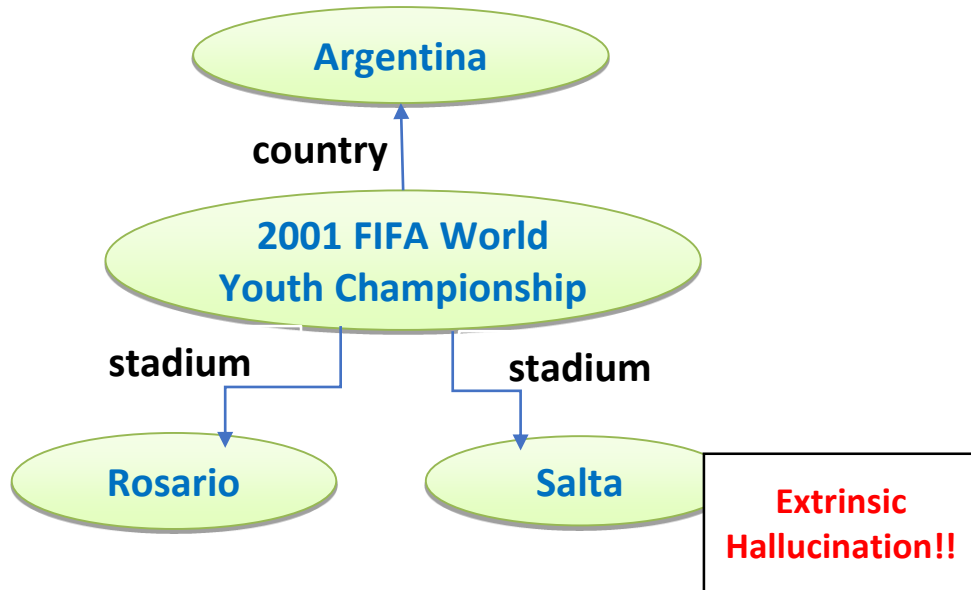 Argentina
country
2001 FIFA World
Youth Championship
stadium
stadium
Rosario
Salta
Extrinsic
Hallucination!!